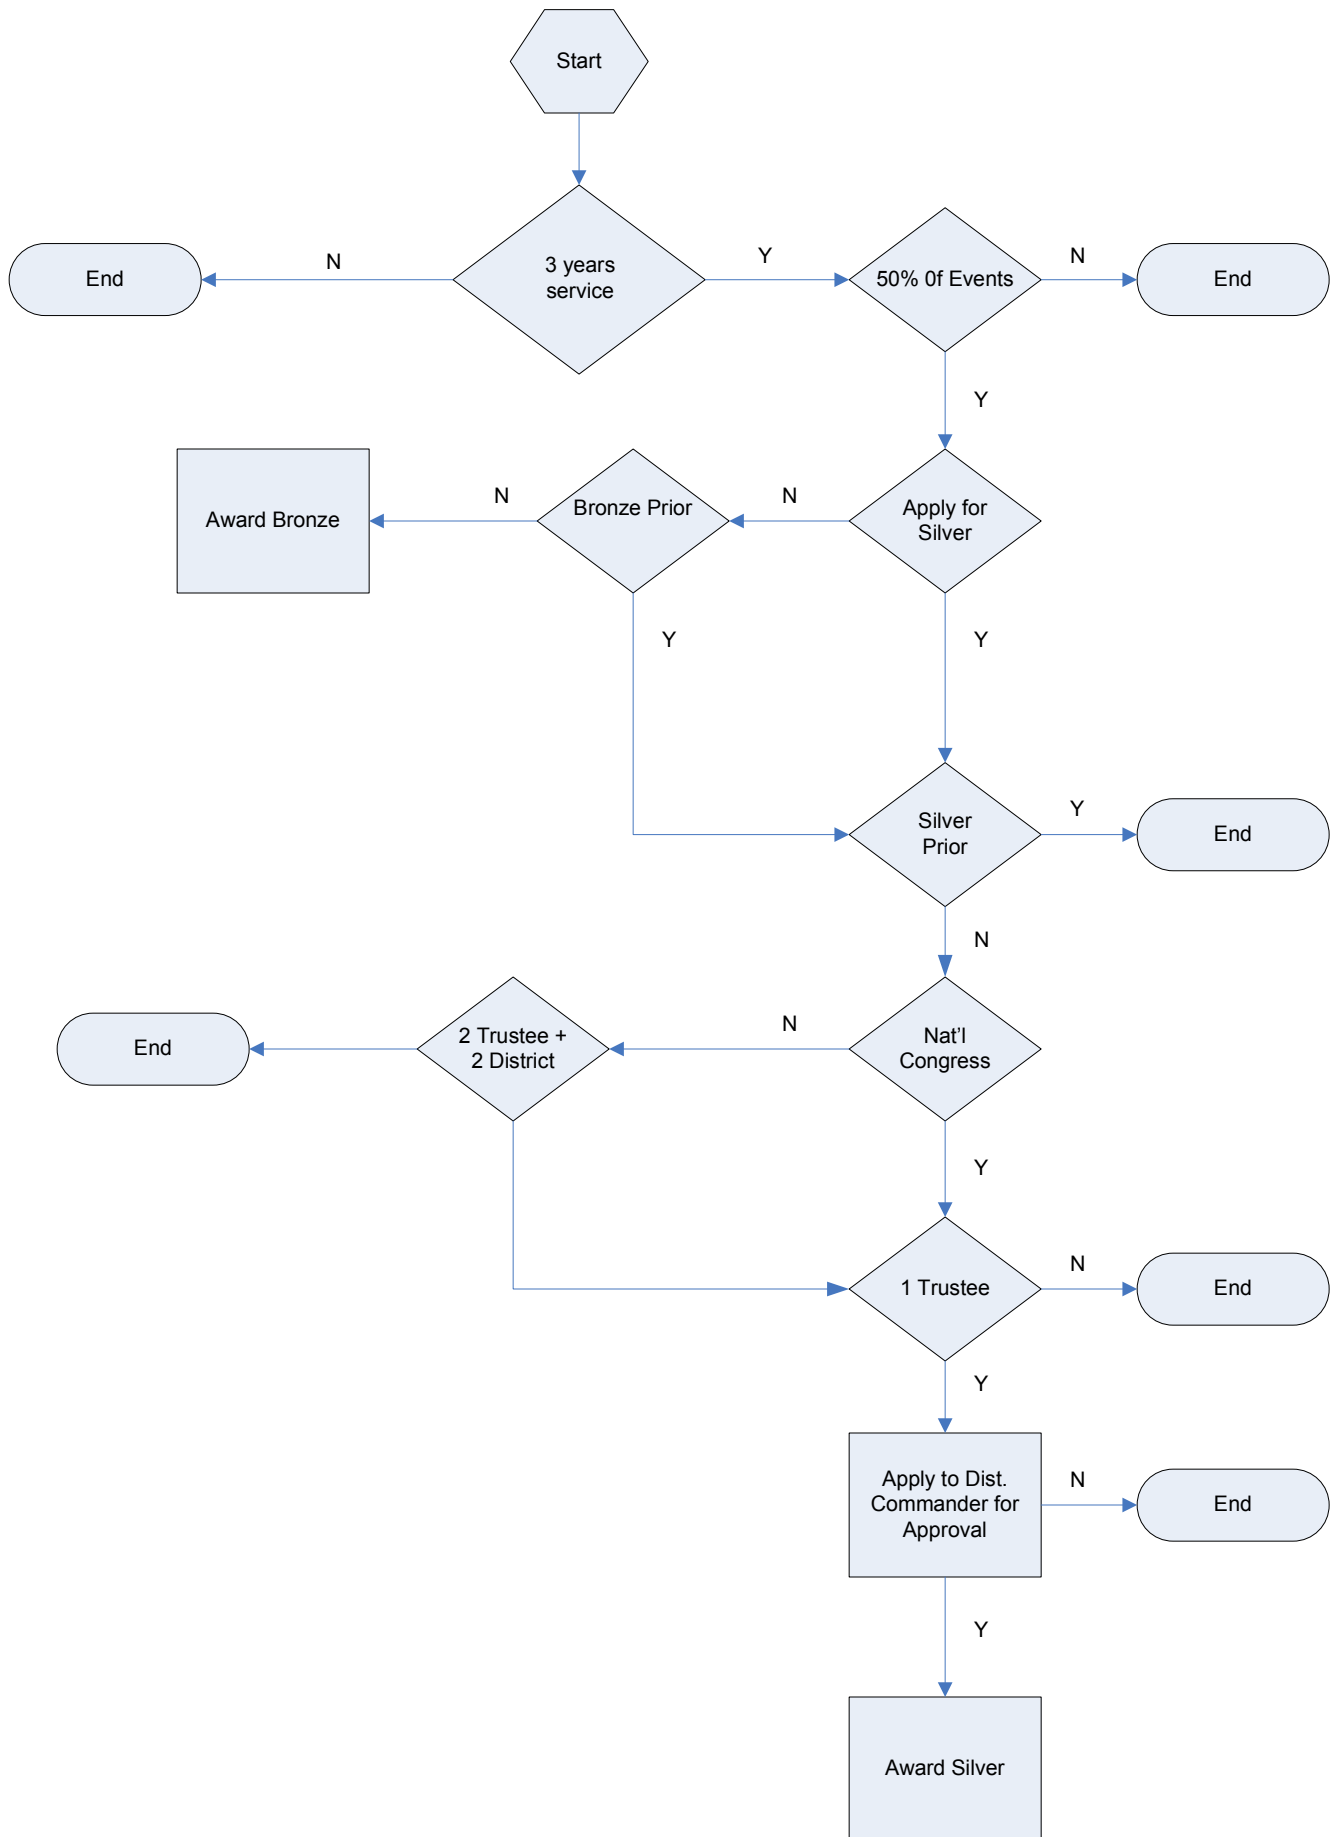 Start
End
N
3 years
service
Y
50% 0f Events
N
End
Y
Award Bronze
N
Bronze Prior
N
Apply for
Silver
Y
Y
Silver
Prior
Y
End
N
End
2 Trustee +
2 District
N
Nat’l
Congress
Y
1 Trustee
N
End
Y
Apply to Dist.
Commander for
Approval
N
End
Y
Award Silver